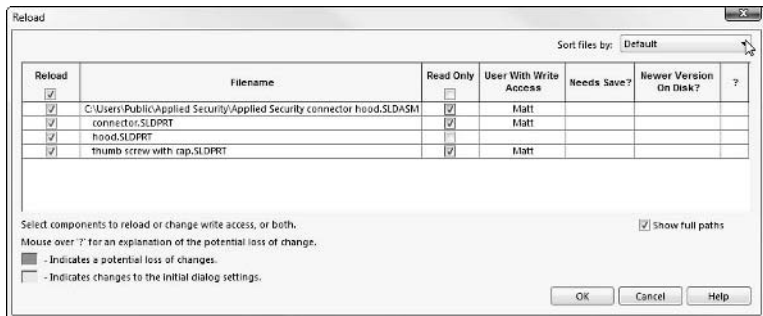 Reload
Sort files by: Default
Reload Filename Read Only User With Write Access Needs Save? Newer Version On Disk? ?
C:\Users\Public\Applied Security\Applied Security connector hood.SLDASM Matt
connector.SLDPRT Matt
hood.SLDPRT
thumb screw with cap.SLDPRT Matt
Select components to reload or change write access, or both.
Show full paths
Mouse over '?' for an explanation of the potential loss of change.
- Indicates a potential loss of changes.
- Indicates changes to the initial dialog settings.
OK Cancel Help